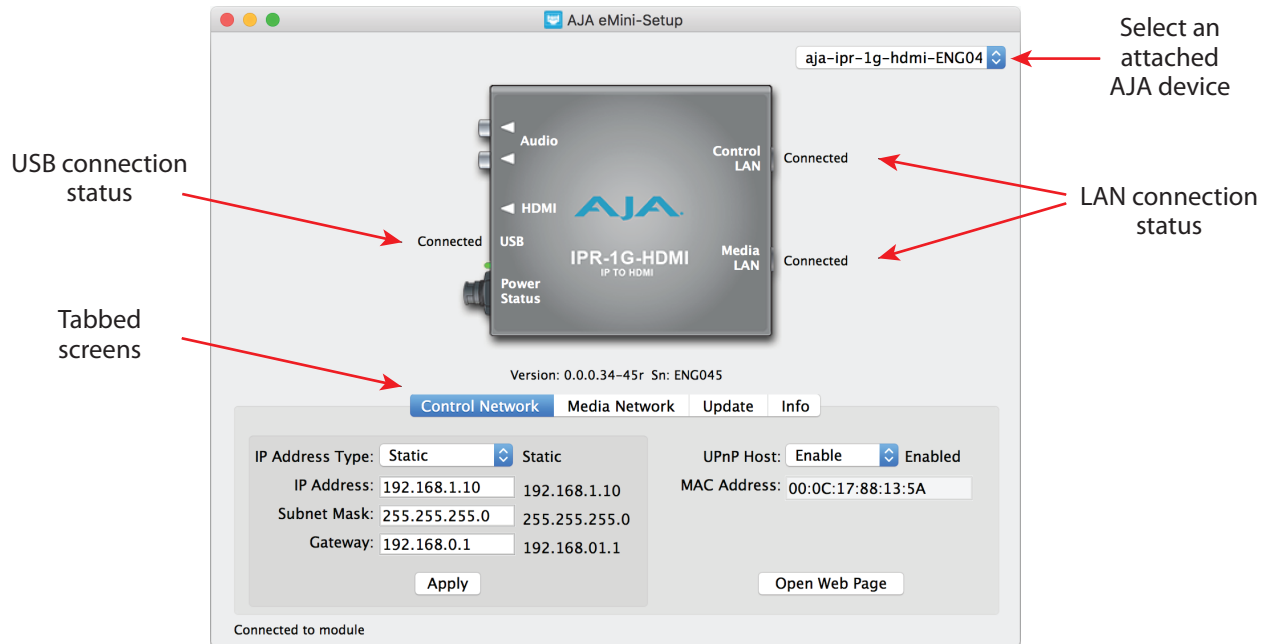 AJA eMini-Setup
Select an
attached
AJA device
aja-ipr-1g-hdmi-ENG04
Audio
Control
LAN
Connected
USB connection
status
LAN connection
status
HDMI
AJA
Connected
USB
IPR-1G-HDMI
IP TO HDMI
Media
LAN
Connected
Power
Status
Tabbed
screens
Version: 0.0.0.34-45r Sn: ENG045
Control Network Media Network Update Info
IP Address Type: Static Static
UPnP Host: Enable Enabled
IP Address: 192.168.1.10 192.168.1.10
MAC Address: 00:0C:17:88:13:5A
Subnet Mask: 255.255.255.0 255.255.255.0
Gateway: 192.168.0.1 192.168.01.1
Apply
Open Web Page
Connected to module